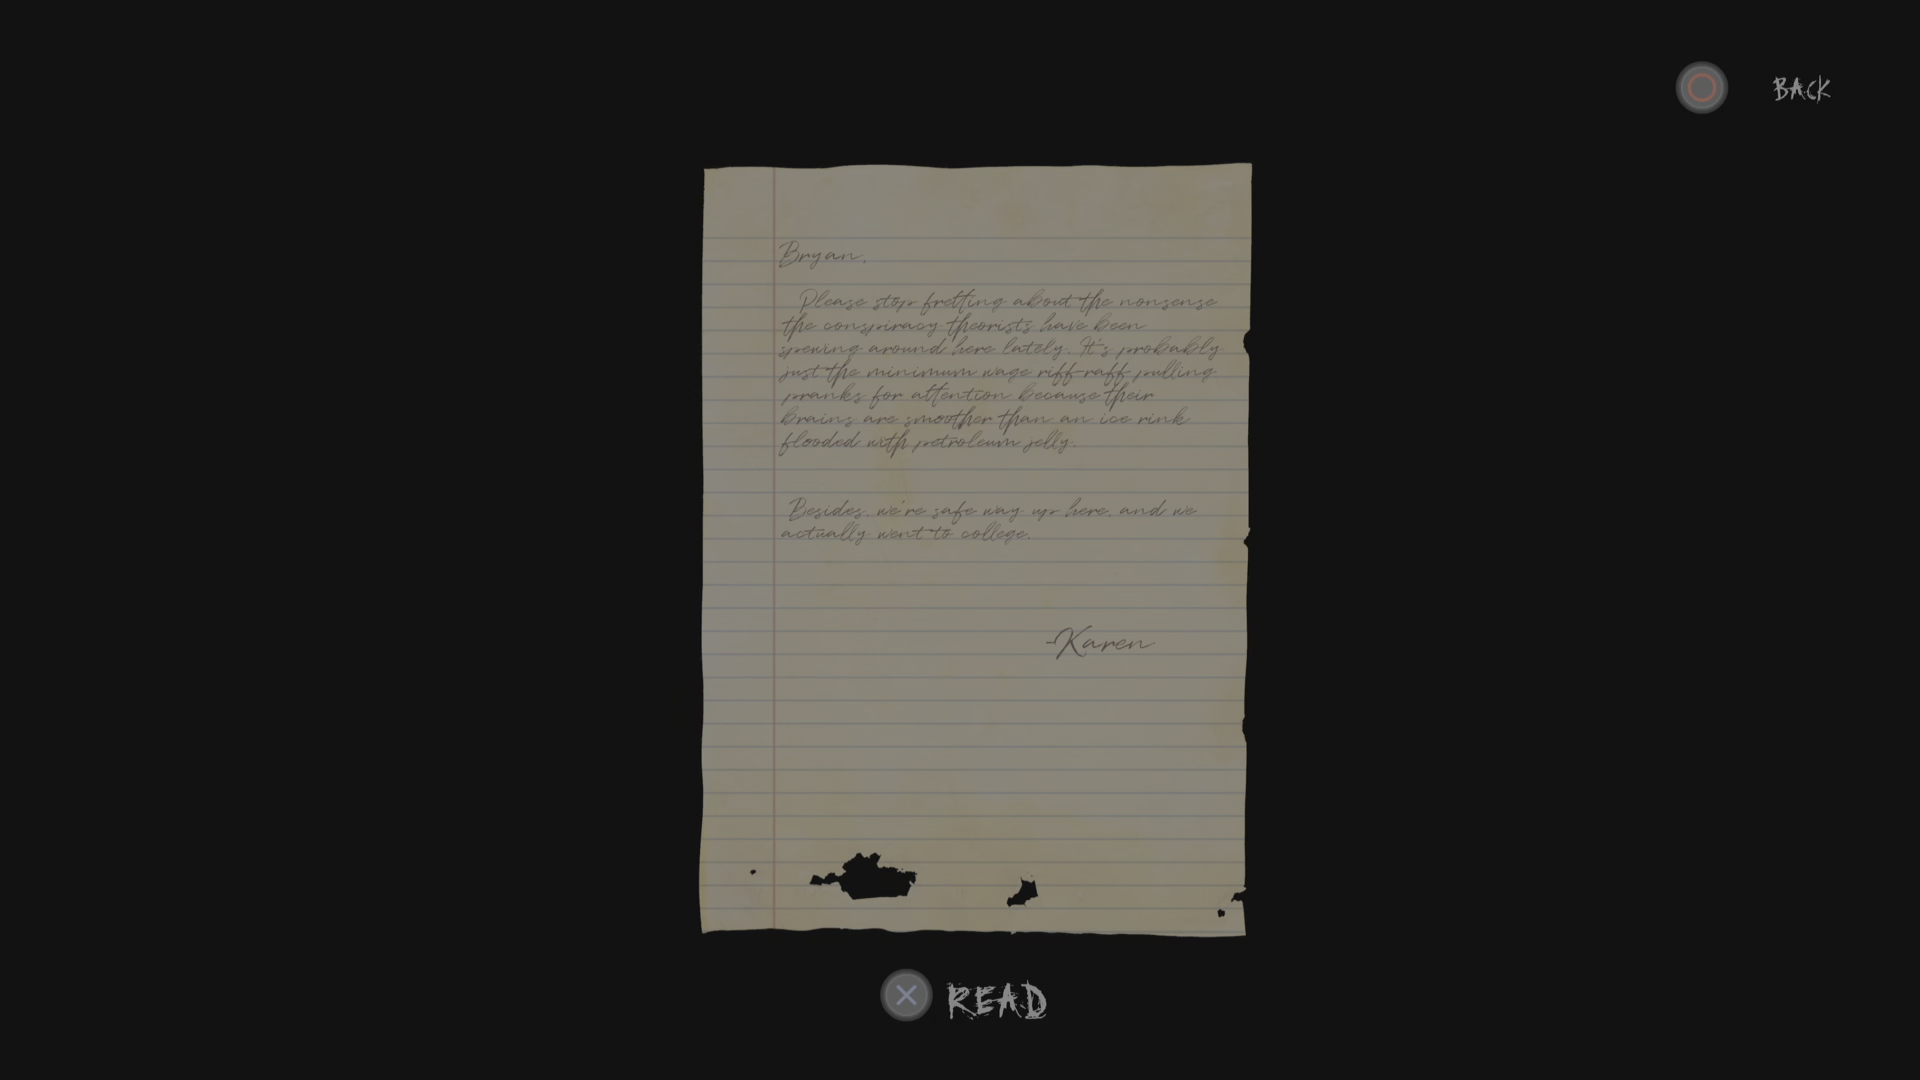 BACK
Bryan,
Please stop fretting about the nonsense
the conspiracy theorists have been
spewing around here lately. It's probably
just the minimum wage riff-raff pulling
pranks for attention because their
brains are smoother than an ice rink
flooded with petroleum jelly.
Besides, we're safe way up here, and we
actually went to college.
-Karen
READ